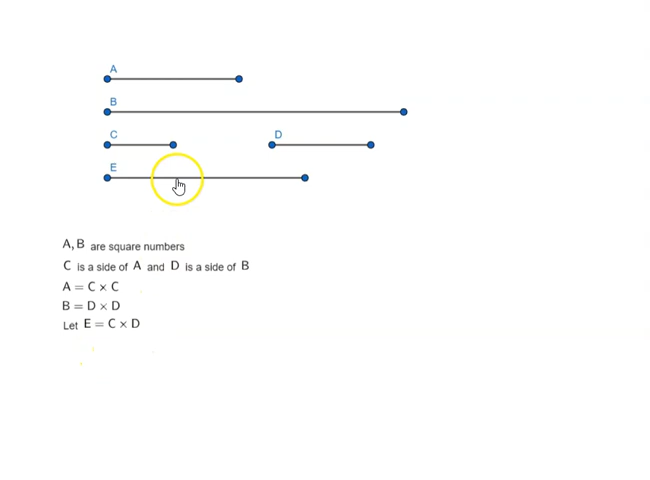 A
B
C D
E
A, B are square numbers
C is a side of A and D is a side of B
A = C × C
B = D × D
Let E = C × D